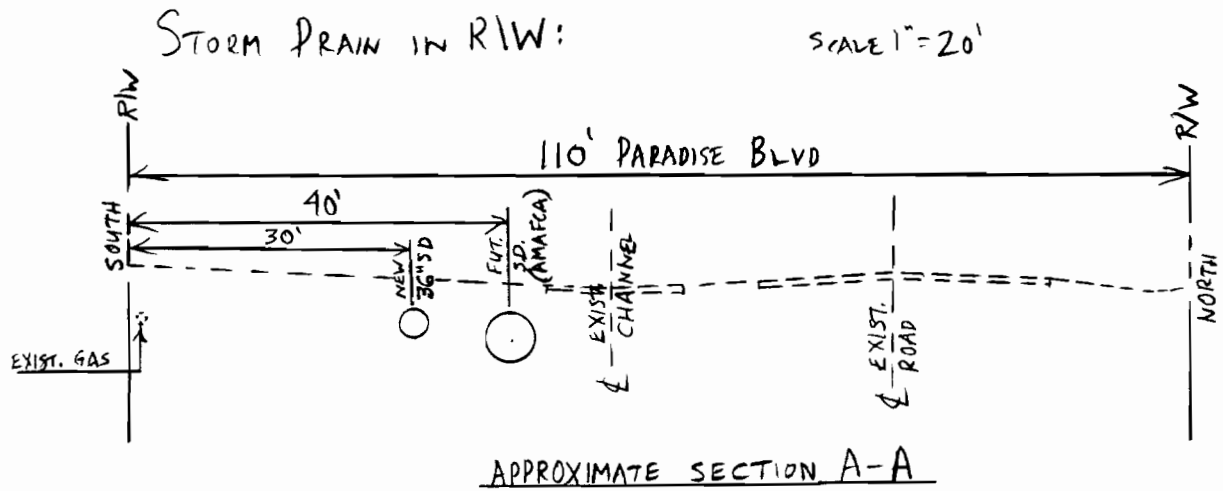 STORM DRAIN IN R\W:
SCALE 1"=20'
R/W
R/W
110' PARADISE BLVD
40'
30'
SOUTH
NEW
36" SD
FUT.
SD.
(AMAFCA)
EXIST.
CHAINNEL
EXIST.
ROAD
NORTH
EXIST. GAS
APPROXIMATE SECTION A-A